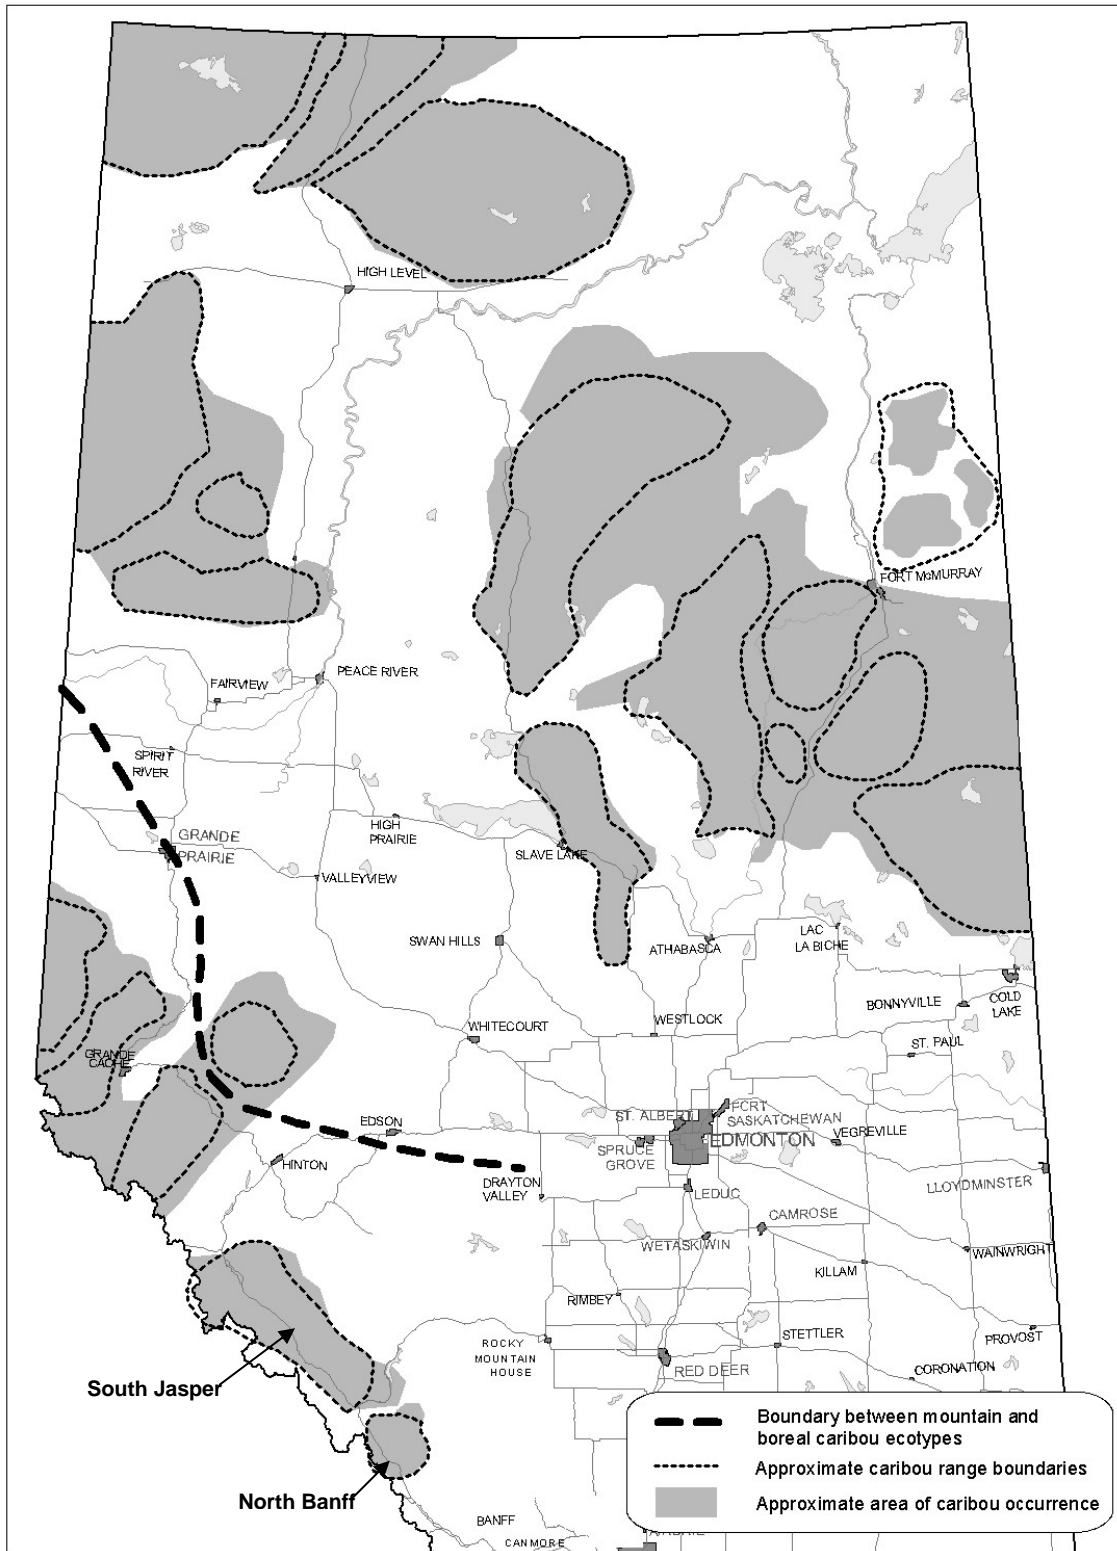 HIGH LEVEL
FORT McMURRAY
PEACE RIVER
FAIRVIEW
SPIRIT
RIVER
GRANDE
PRAIRIE
HIGH
PRAIRIE
SLAVE LAKE
VALLEYVIEW
SWAN HILLS
ATHABASCA
LAC
LA BICHE
BONNYVILLE
COLD
LAKE
WHITECOURT
WESTLOCK
ST. PAUL
GRANDE
CACHE
EDSON
ST. ALBERT
FORT
SASKATCHEWAN
EDMONTON
VEGREVILLE
SPRUCE
GROVE
HINTON
DRAYTON
VALLEY
LEDUC
LLOYDMINSTER
CAMROSE
WETASKIWIN
WAINWRIGHT
KILLAM
RIMBEY
STETTLER
PROVOST
ROCKY
MOUNTAIN
HOUSE
RED DEER
CORONATION
South Jasper
North Banff
BANFF
CANMORE
Boundary between mountain and
boreal caribou ecotypes
Approximate caribou range boundaries
Approximate area of caribou occurrence